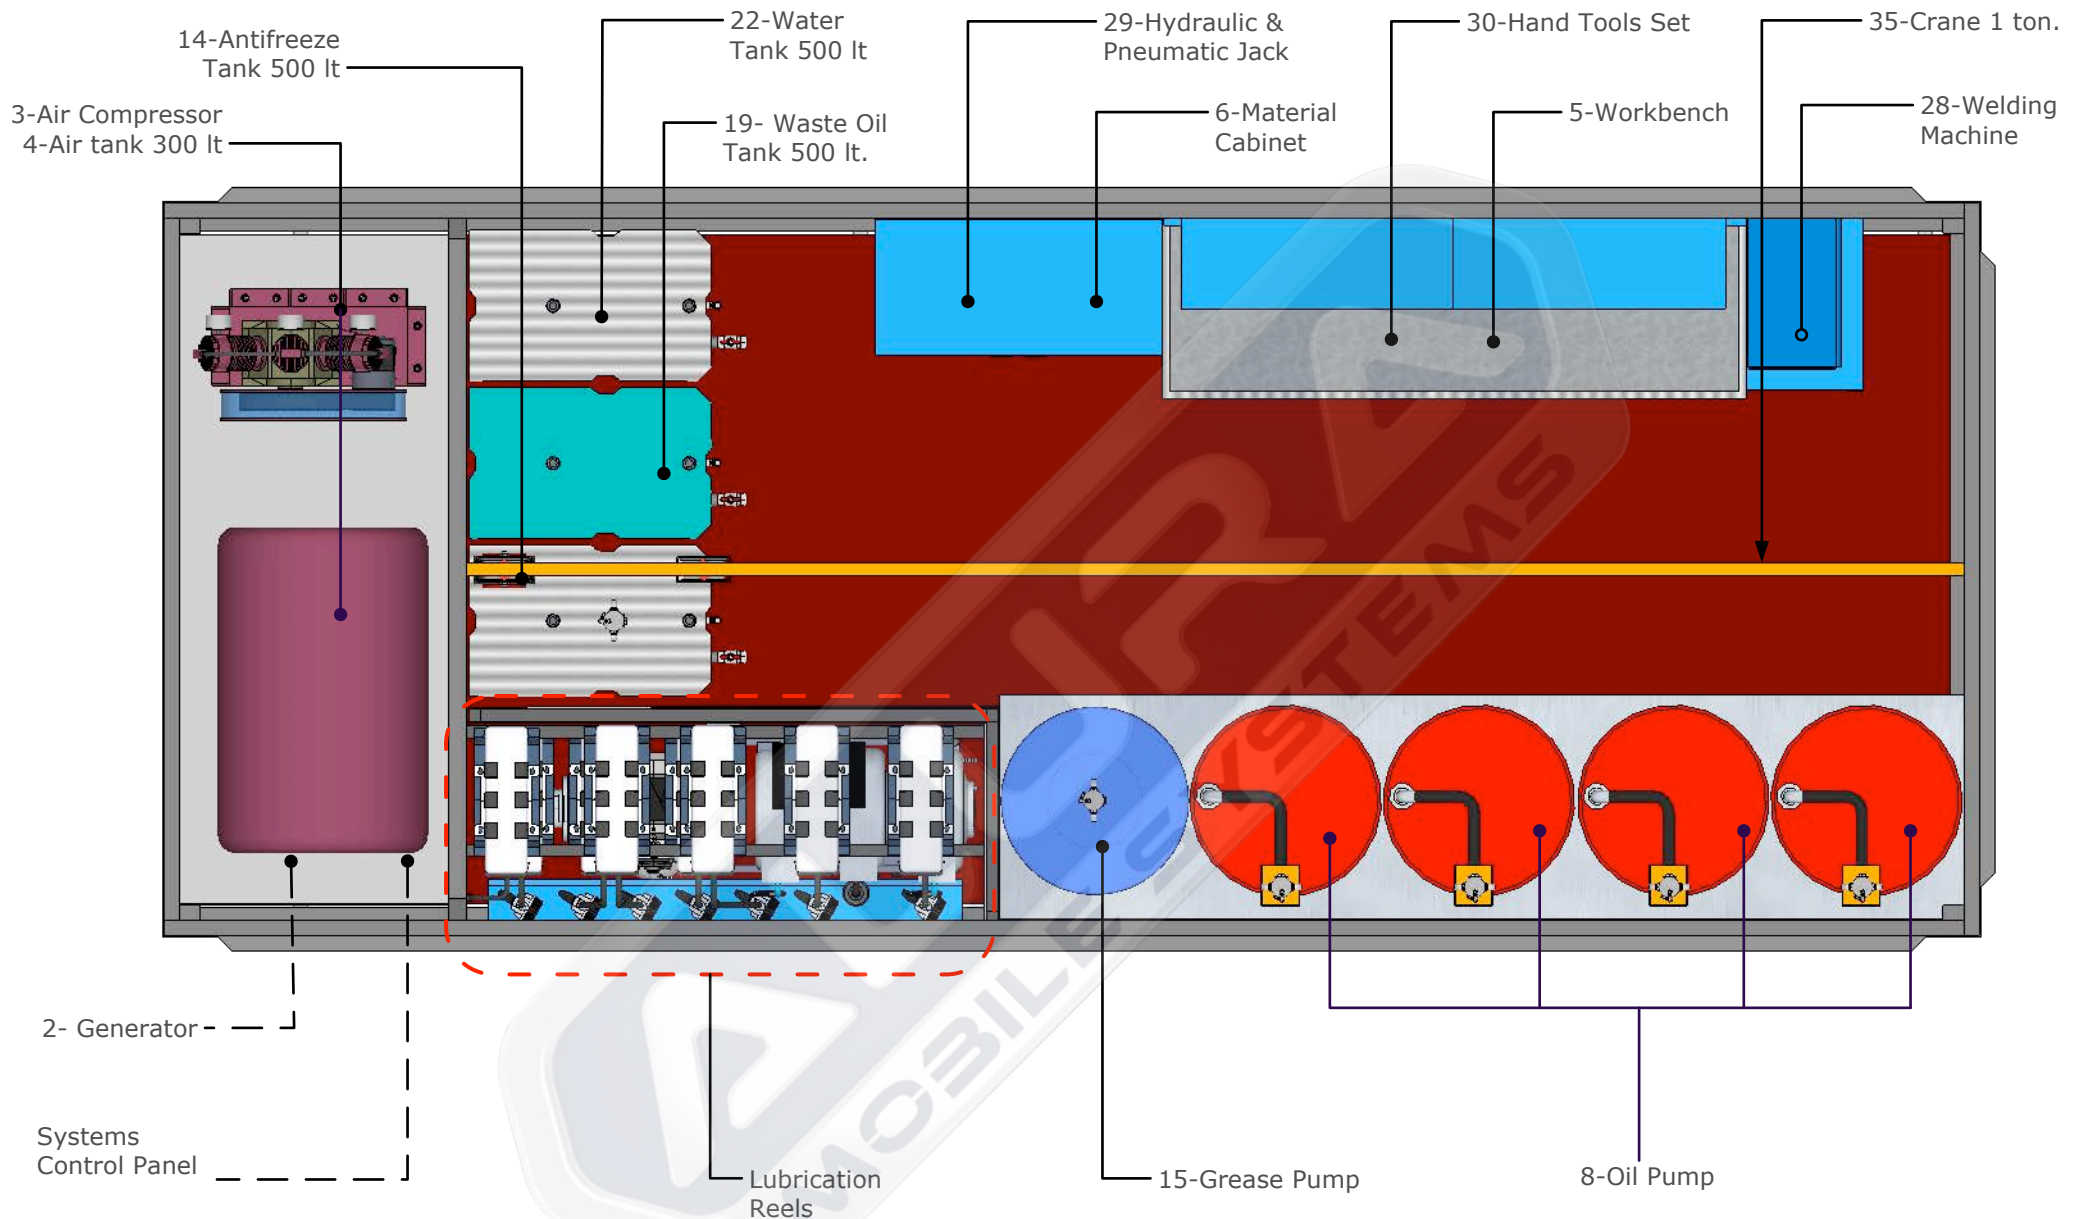 22-Water
Tank 500 lt
29-Hydraulic &
Pneumatic Jack
30-Hand Tools Set
35-Crane 1 ton.
14-Antifreeze
Tank 500 lt
3-Air Compressor
4-Air tank 300 lt
19- Waste Oil
Tank 500 lt.
6-Material
Cabinet
5-Workbench
28-Welding
Machine
2- Generator
Systems
Control Panel
Lubrication
Reels
15-Grease Pump
8-Oil Pump
MOBILE SYSTEMS